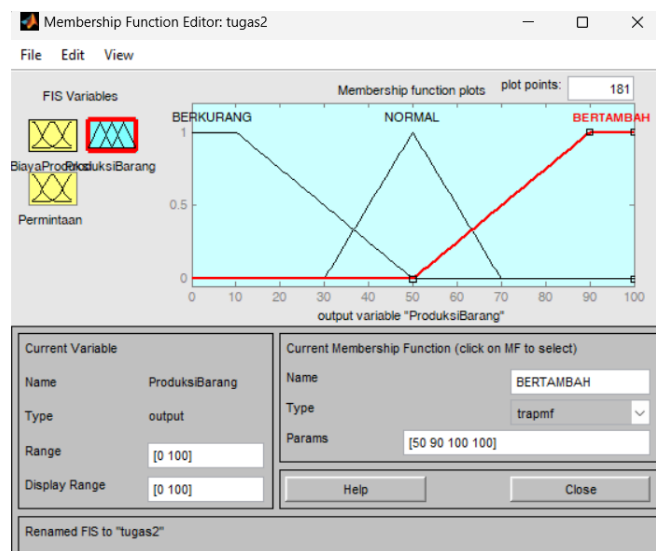 Membership Function Editor: tugas2
File Edit View
FIS Variables
Membership function plots
plot points:
181
BiayaProduksi
ProduksiBarang
Permintaan
BERKURANG
NORMAL
BERTAMBAH
1
0.5
0
0 10 20 30 40 50 60 70 80 90 100
output variable "ProduksiBarang"
Current Variable
Name ProduksiBarang
Type output
Range [0 100]
Display Range [0 100]
Current Membership Function (click on MF to select)
Name BERTAMBAH
Type trapmf
Params [50 90 100 100]
Help Close
Renamed FIS to "tugas2"